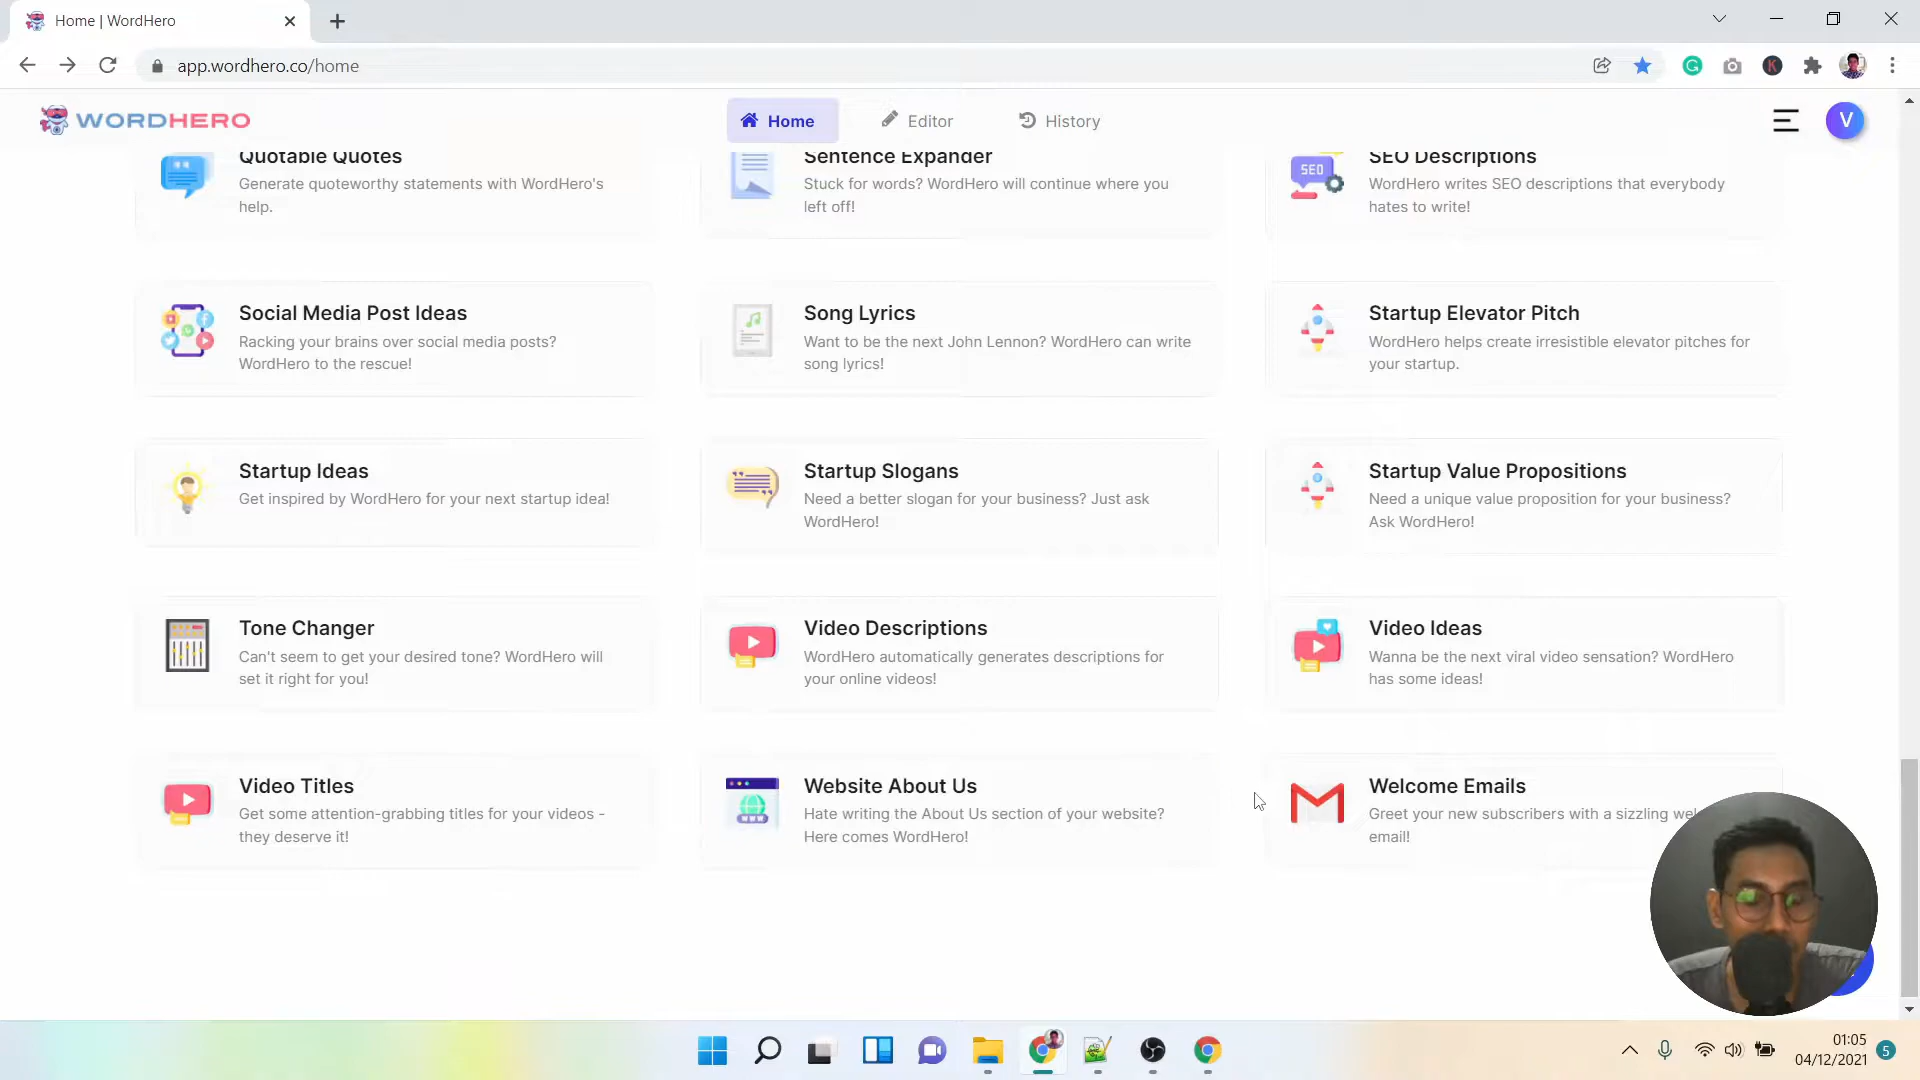 Home | WordHero
app.wordhero.co/home
WORDHERO
Home
Editor
History
V
Quotable Quotes
Generate quoteworthy statements with WordHero's
help.
Sentence Expander
Stuck for words? WordHero will continue where you
left off!
SEO
SEO Descriptions
WordHero writes SEO descriptions that everybody
hates to write!
Social Media Post Ideas
Racking your brains over social media posts?
WordHero to the rescue!
Song Lyrics
Want to be the next John Lennon? WordHero can write
song lyrics!
Startup Elevator Pitch
WordHero helps create irresistible elevator pitches for
your startup.
Startup Ideas
Get inspired by WordHero for your next startup idea!
Startup Slogans
Need a better slogan for your business? Just ask
WordHero!
Startup Value Propositions
Need a unique value proposition for your business?
Ask WordHero!
Tone Changer
Can't seem to get your desired tone? WordHero will
set it right for you!
Video Descriptions
WordHero automatically generates descriptions for
your online videos!
Video Ideas
Wanna be the next viral video sensation? WordHero
has some ideas!
Video Titles
Get some attention-grabbing titles for your videos -
they deserve it!
WWW
Website About Us
Hate writing the About Us section of your website?
Here comes WordHero!
Welcome Emails
Greet your new subscribers with a sizzling
email!
01:05
04/12/2021
5